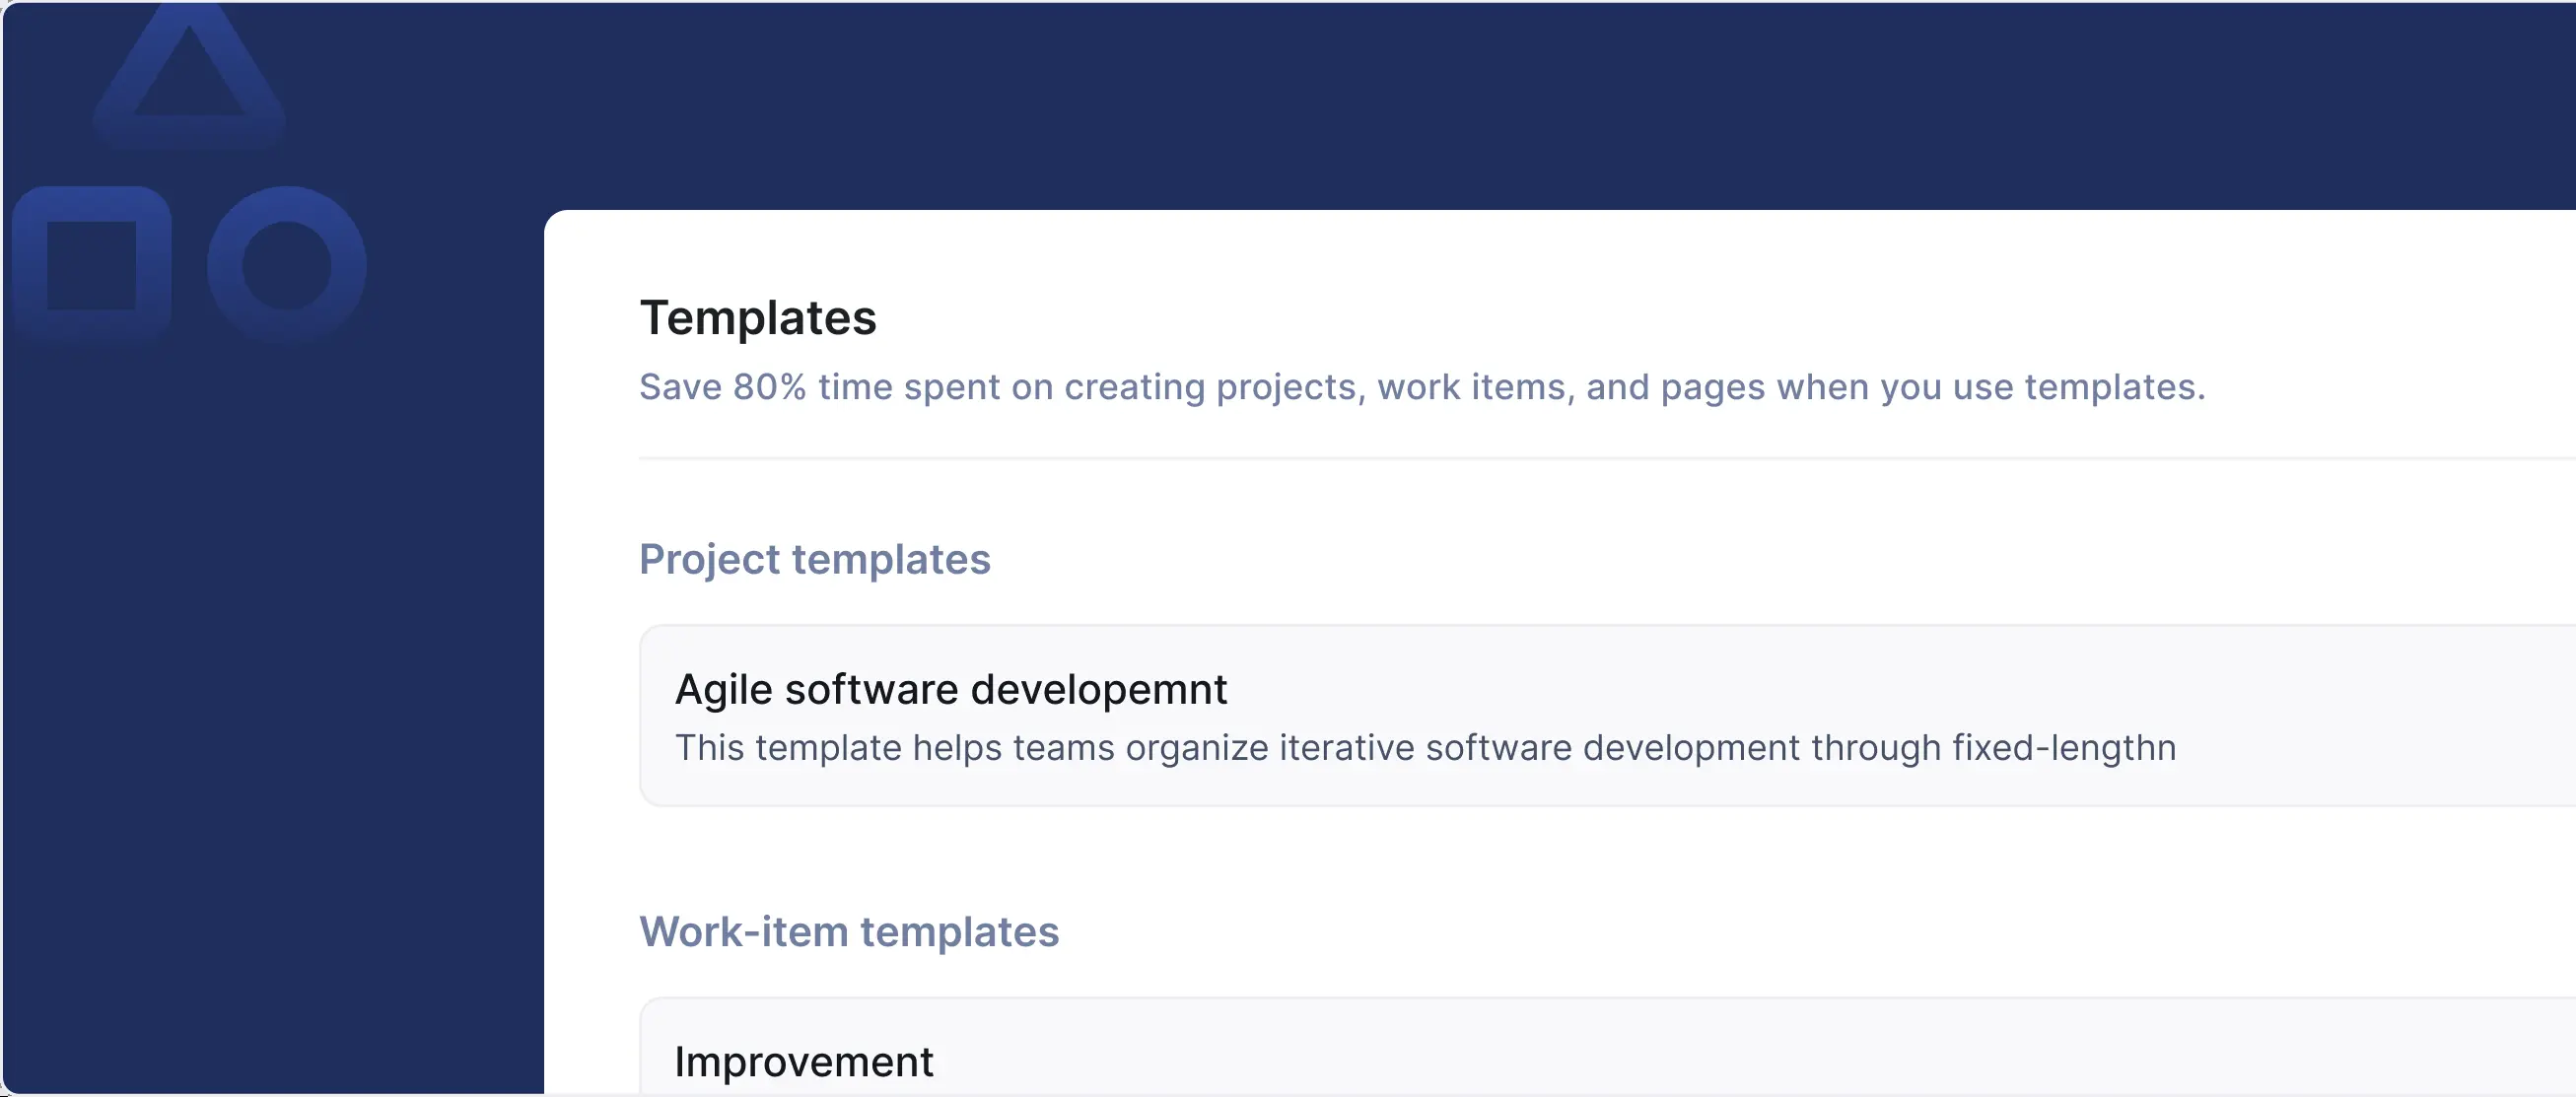 Templates
Save 80% time spent on creating projects, work items, and pages when you use templates.
Project templates
Agile software developemnt
This template helps teams organize iterative software development through fixed-lengthn
Work-item templates
Improvement